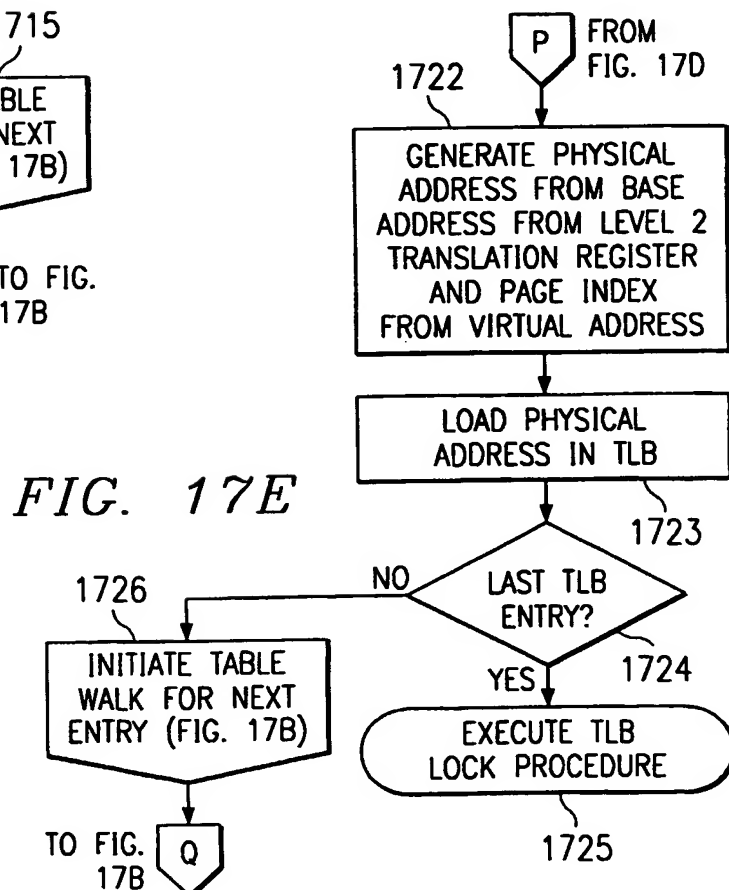 715
BLE
NEXT
17B)
TO FIG.
17B
P
FROM
FIG. 17D
1722
GENERATE PHYSICAL
ADDRESS FROM BASE
ADDRESS FROM LEVEL 2
TRANSLATION REGISTER
AND PAGE INDEX
FROM VIRTUAL ADDRESS
LOAD PHYSICAL
ADDRESS IN TLB
1723
FIG. 17E
LAST TLB
ENTRY?
1724
NO
YES
1726
INITIATE TABLE
WALK FOR NEXT
ENTRY (FIG. 17B)
EXECUTE TLB
LOCK PROCEDURE
1725
TO FIG.
17B
Q